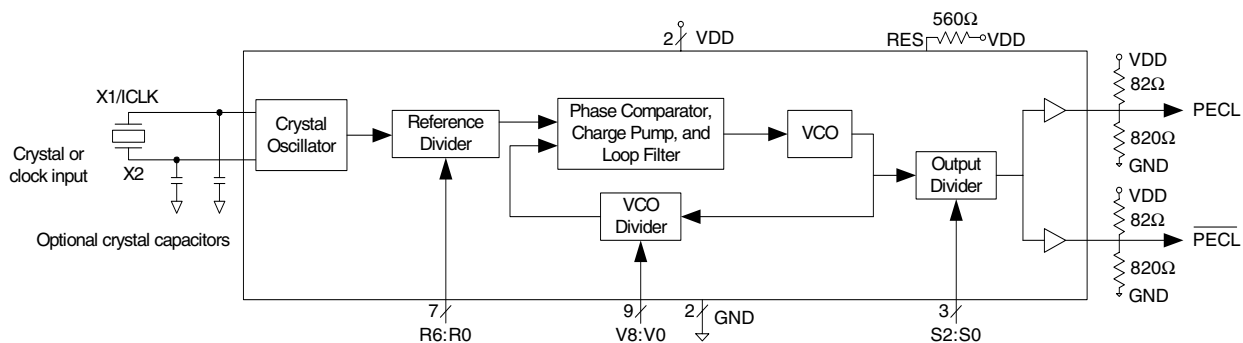 560Ω
2 VDD
RES VDD
VDD
82Ω
X1/ICLK
PECL
Crystal
Oscillator
Reference
Divider
Phase Comparator,
Charge Pump, and
Loop Filter
VCO
820Ω
GND
Crystal or
clock input
X2
Output
Divider
VCO
Divider
VDD
82Ω
Optional crystal capacitors
PECL
820Ω
GND
7
R6:R0
9
V8:V0
2
GND
3
S2:S0